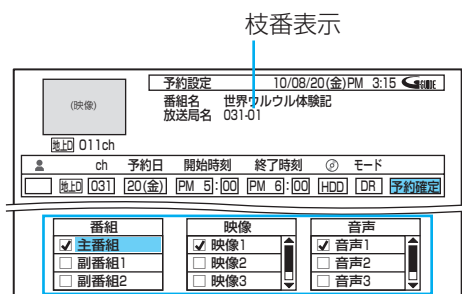 枝番表示
予約設定 10/08/20(金)PM 3:15 GGUIDE
(映像)
番組名 世界ウルウル体験記
放送局名 031-01
地上D 011ch
ch 予約日 開始時刻 終了時刻 モード
地上D 031 20(金) PM 5:00 PM 6:00 HDD DR 予約確定
番組 映像 音声
主番組 映像1 音声1
副番組1 映像2 音声2
副番組2 映像3 音声3